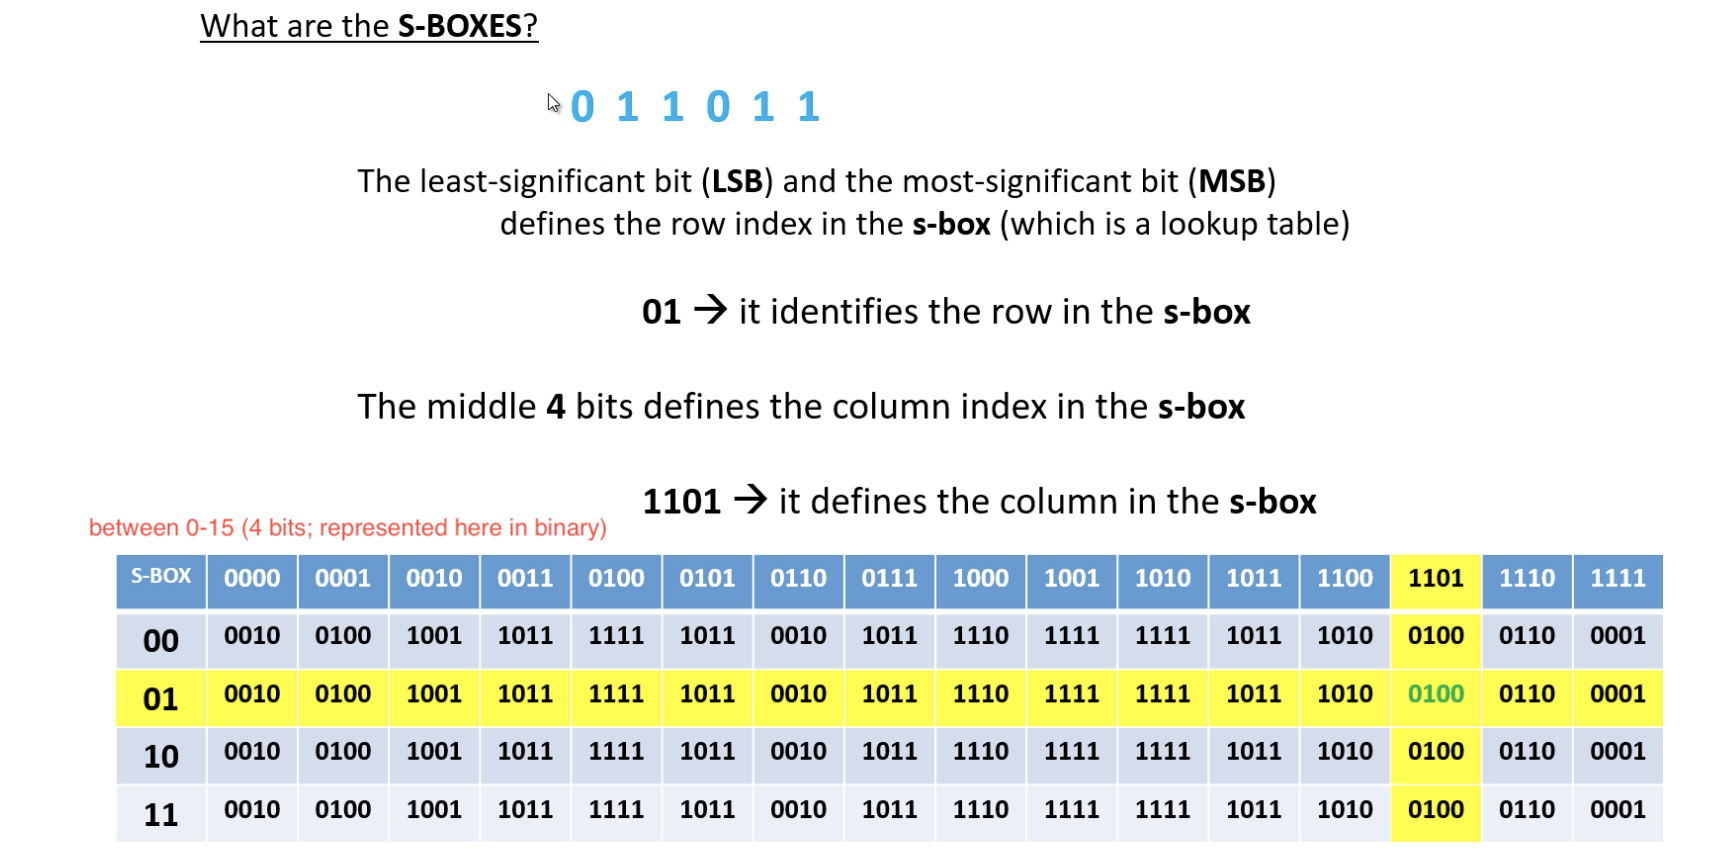 What are the S-BOXES?
0 1 1 0 1 1
The least-significant bit (LSB) and the most-significant bit (MSB)
defines the row index in the s-box (which is a lookup table)
01 → it identifies the row in the s-box
The middle 4 bits defines the column index in the s-box
1101 → it defines the column in the s-box
between 0-15 (4 bits; represented here in binary)
S-BOX 0000 0001 0010 0011 0100 0101 0110 0111 1000 1001 1010 1011 1100 1101 1110 1111
00 0010 0100 1001 1011 1111 1011 0010 1011 1110 1111 1111 1011 1010 0100 0110 0001
01 0010 0100 1001 1011 1111 1011 0010 1011 1110 1111 1111 1011 1010 0100 0110 0001
10 0010 0100 1001 1011 1111 1011 0010 1011 1110 1111 1111 1011 1010 0100 0110 0001
11 0010 0100 1001 1011 1111 1011 0010 1011 1110 1111 1111 1011 1010 0100 0110 0001